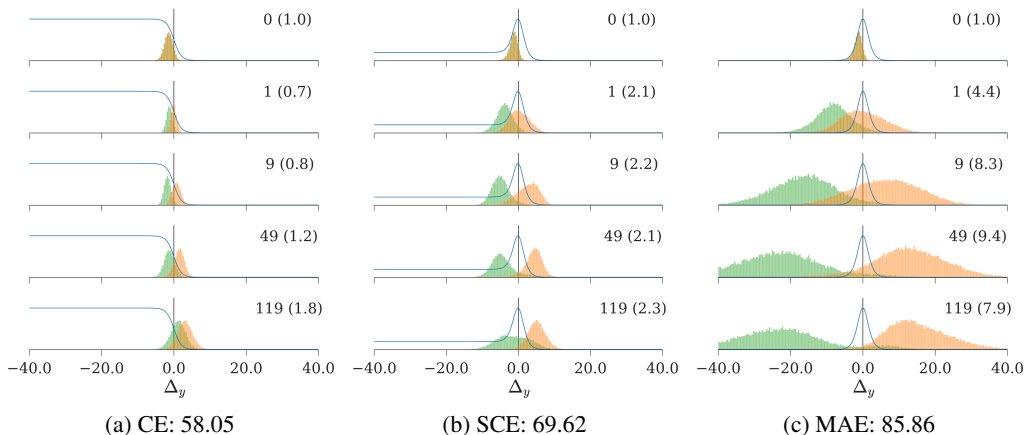 0 (1.0)
1 (0.7)
9 (0.8)
49 (1.2)
119 (1.8)
−40.0 −20.0 0.0 20.0 40.0
Δy
(a) CE: 58.05
0 (1.0)
1 (2.1)
9 (2.2)
49 (2.1)
119 (2.3)
−40.0 −20.0 0.0 20.0 40.0
Δy
(b) SCE: 69.62
0 (1.0)
1 (4.4)
9 (8.3)
49 (9.4)
119 (7.9)
−40.0 −20.0 0.0 20.0 40.0
Δy
(c) MAE: 85.86